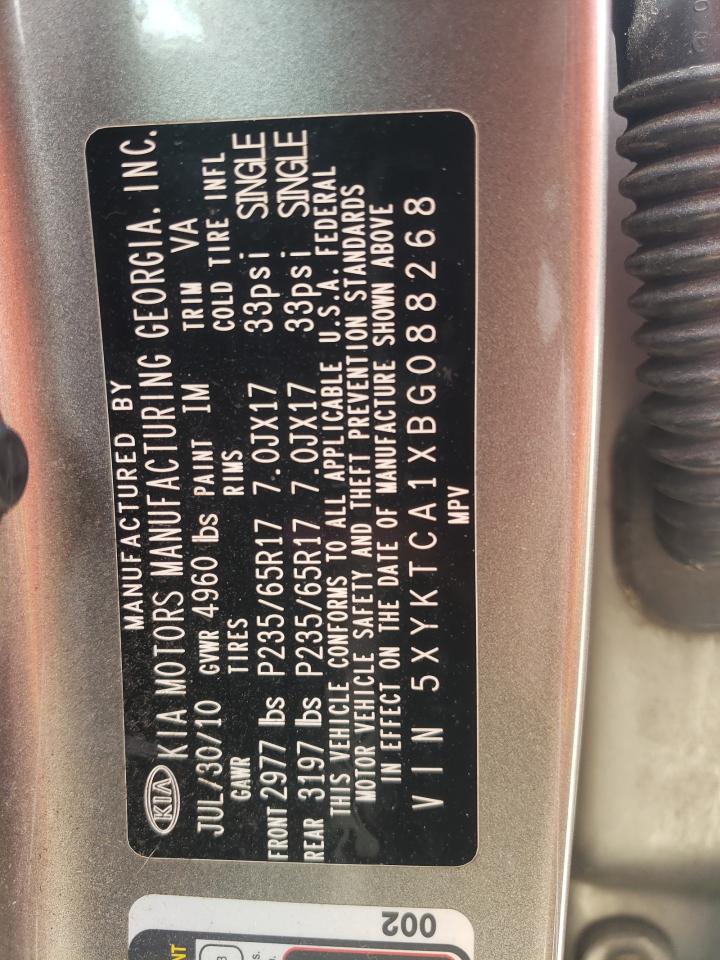 MANUFACTURED BY
KIA KIA MOTORS MANUFACTURING GEORGIA, INC.
JUL/30/10 GVWR 4960 lbs PAINT IM TRIM VA
GAWR TIRES RIMS COLD TIRE INFL
FRONT 2977 lbs P235/65R17 7.0JX17 33psi SINGLE
REAR 3197 lbs P235/65R17 7.0JX17 33psi SINGLE
THIS VEHICLE CONFORMS TO ALL APPLICABLE U.S.A. FEDERAL
MOTOR VEHICLE SAFETY AND THEFT PREVENTION STANDARDS
IN EFFECT ON THE DATE OF MANUFACTURE SHOWN ABOVE
VIN 5XYKTCA1XBG088268
MPV
002